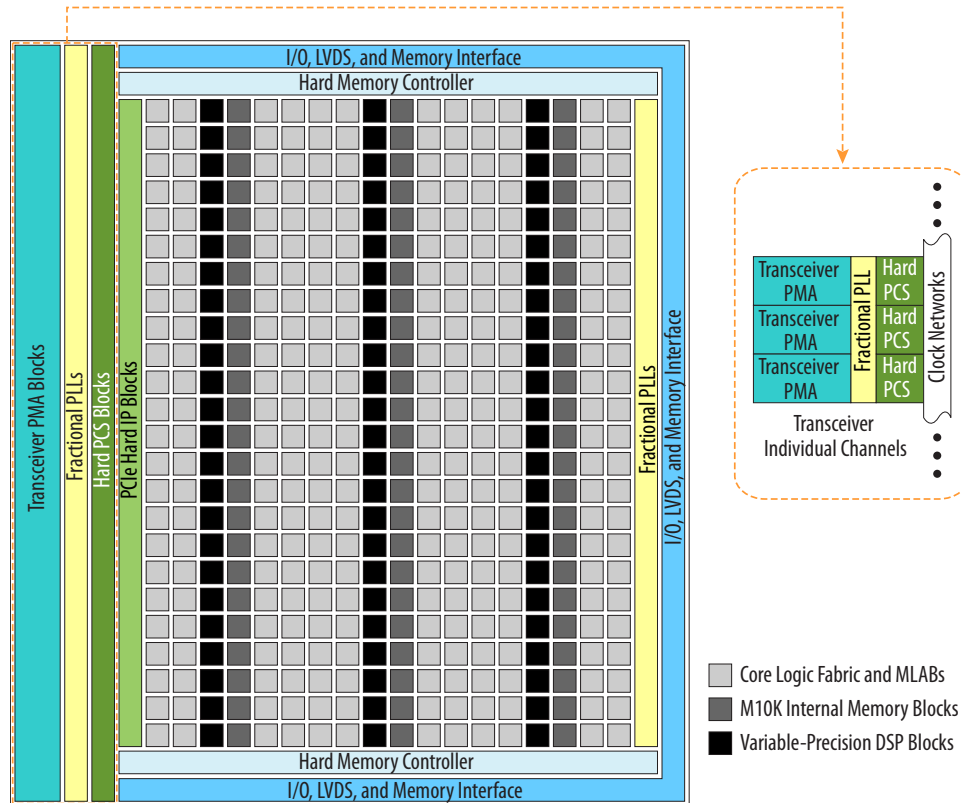 I/O, LVDS, and Memory Interface
Hard Memory Controller
Transceiver PMA Blocks
Fractional PLLs
Hard PCS Blocks
PCIe Hard IP Blocks
Fractional PLLs
I/O, LVDS, and Memory Interface
Hard Memory Controller
I/O, LVDS, and Memory Interface
Transceiver
PMA
Transceiver
PMA
Transceiver
PMA
Fractional PLL
Hard
PCS
Hard
PCS
Hard
PCS
Clock Networks
Transceiver
Individual Channels
Core Logic Fabric and MLABs
M10K Internal Memory Blocks
Variable-Precision DSP Blocks